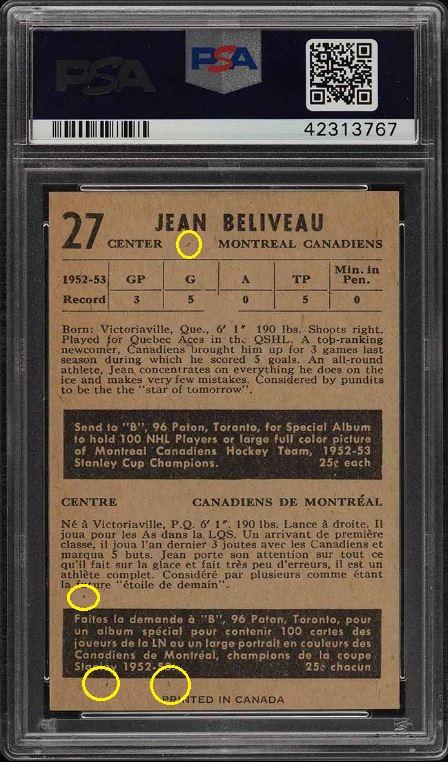 PSA
PSA
42313767
27
JEAN BELIVEAU
CENTER MONTREAL CANADIENS
1952-53 Record GP G A TP Min. in Pen.
3 5 0 5 0
Born: Victoriaville, Que., 6' 1" 190 lbs. Shoots right.
Played for Quebec Aces in the QSHL. A top-ranking
newcomer, Canadiens brought him up for 3 games last
season during which he scored 5 goals. An all-round
athlete, Jean concentrates on everything he does on the
ice and makes very few mistakes. Considered by pundits
to be the the "star of tomorrow".
Send to "B", 96 Paton, Toronto, for Special Album
to hold 100 NHL Players or large full color picture
of Montreal Canadiens Hockey Team, 1952-53
Stanley Cup Champions. 25¢ each
CENTRE CANADIENS DE MONTRÉAL
Né à Victoriaville, P.Q. 6' 1". 190 lbs. Lance à droite. Il
joua pour les As dans la LQS. Un arrivant de première
classe, il joua l'an dernier 3 joutes avec les Canadiens et
marqua 5 buts. Jean porte son attention sur tout ce
qu'il fait sur la glace et fait très peu d'erreurs, il est un
athlète complet. Considéré par plusieurs comme étant
la future "étoile de demain".
Faites la demande à "B", 96 Paton, Toronto, pour
un album spécial pour contenir 100 cartes des
joueurs de la LN ou un large portrait en couleurs des
Canadiens de Montréal, champions de la coupe
Stanley 1952-53. 25¢ chacun
PRINTED IN CANADA